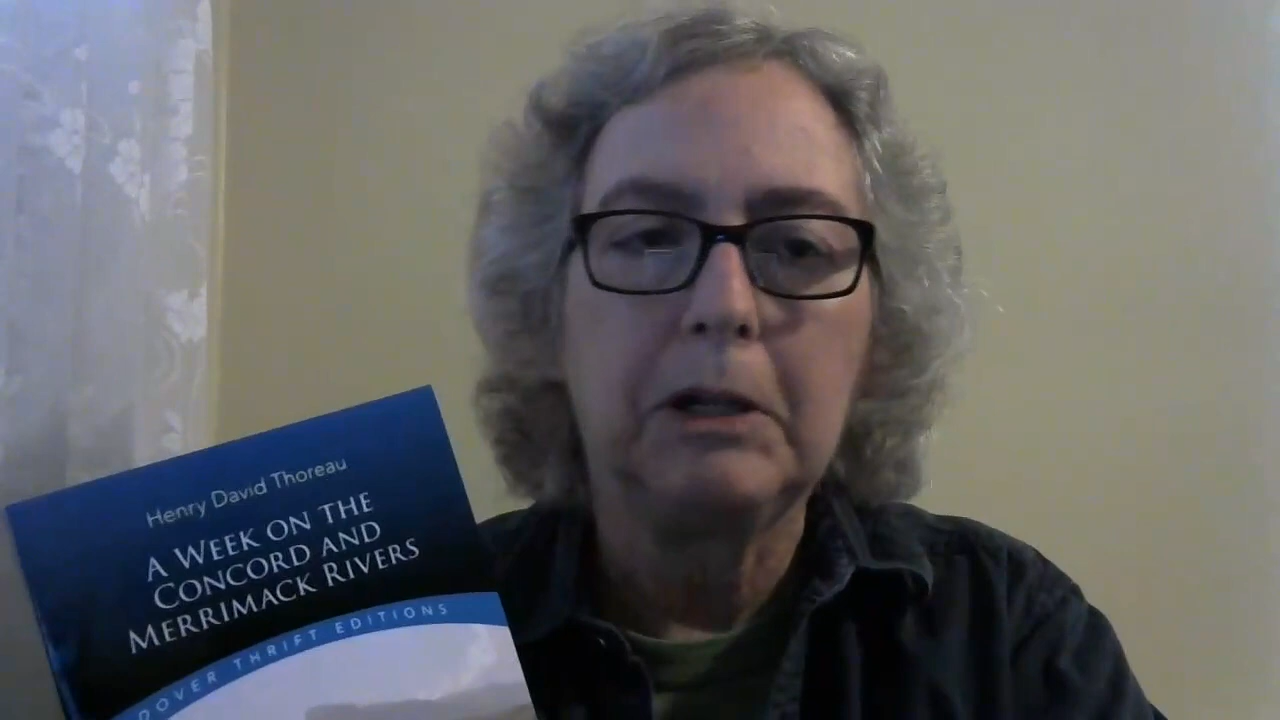 Henry David Thoreau
A WEEK ON THE
CONCORD AND
MERRIMACK RIVERS
DOVER THRIFT EDITIONS